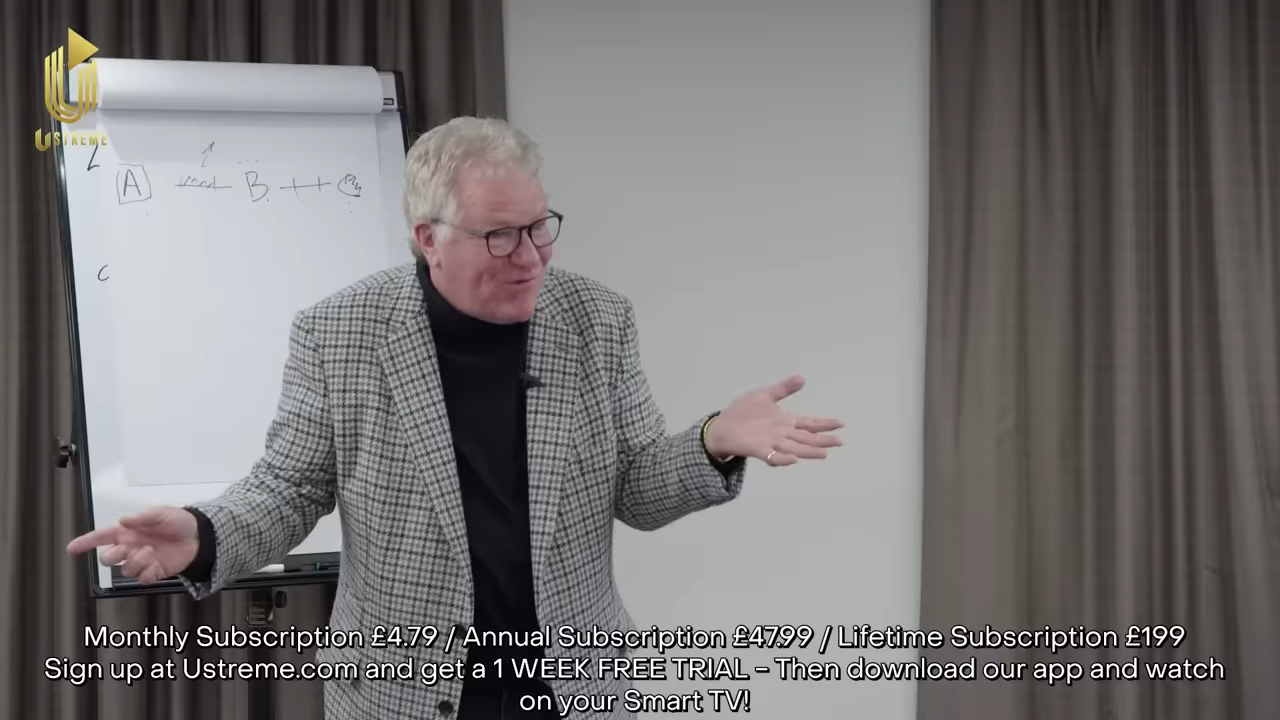 USTREME
A B
Monthly Subscription £4.79 / Annual Subscription £47.99 / Lifetime Subscription £199
Sign up at Ustreme.com and get a 1 WEEK FREE TRIAL - Then download our app and watch
on your Smart TV!